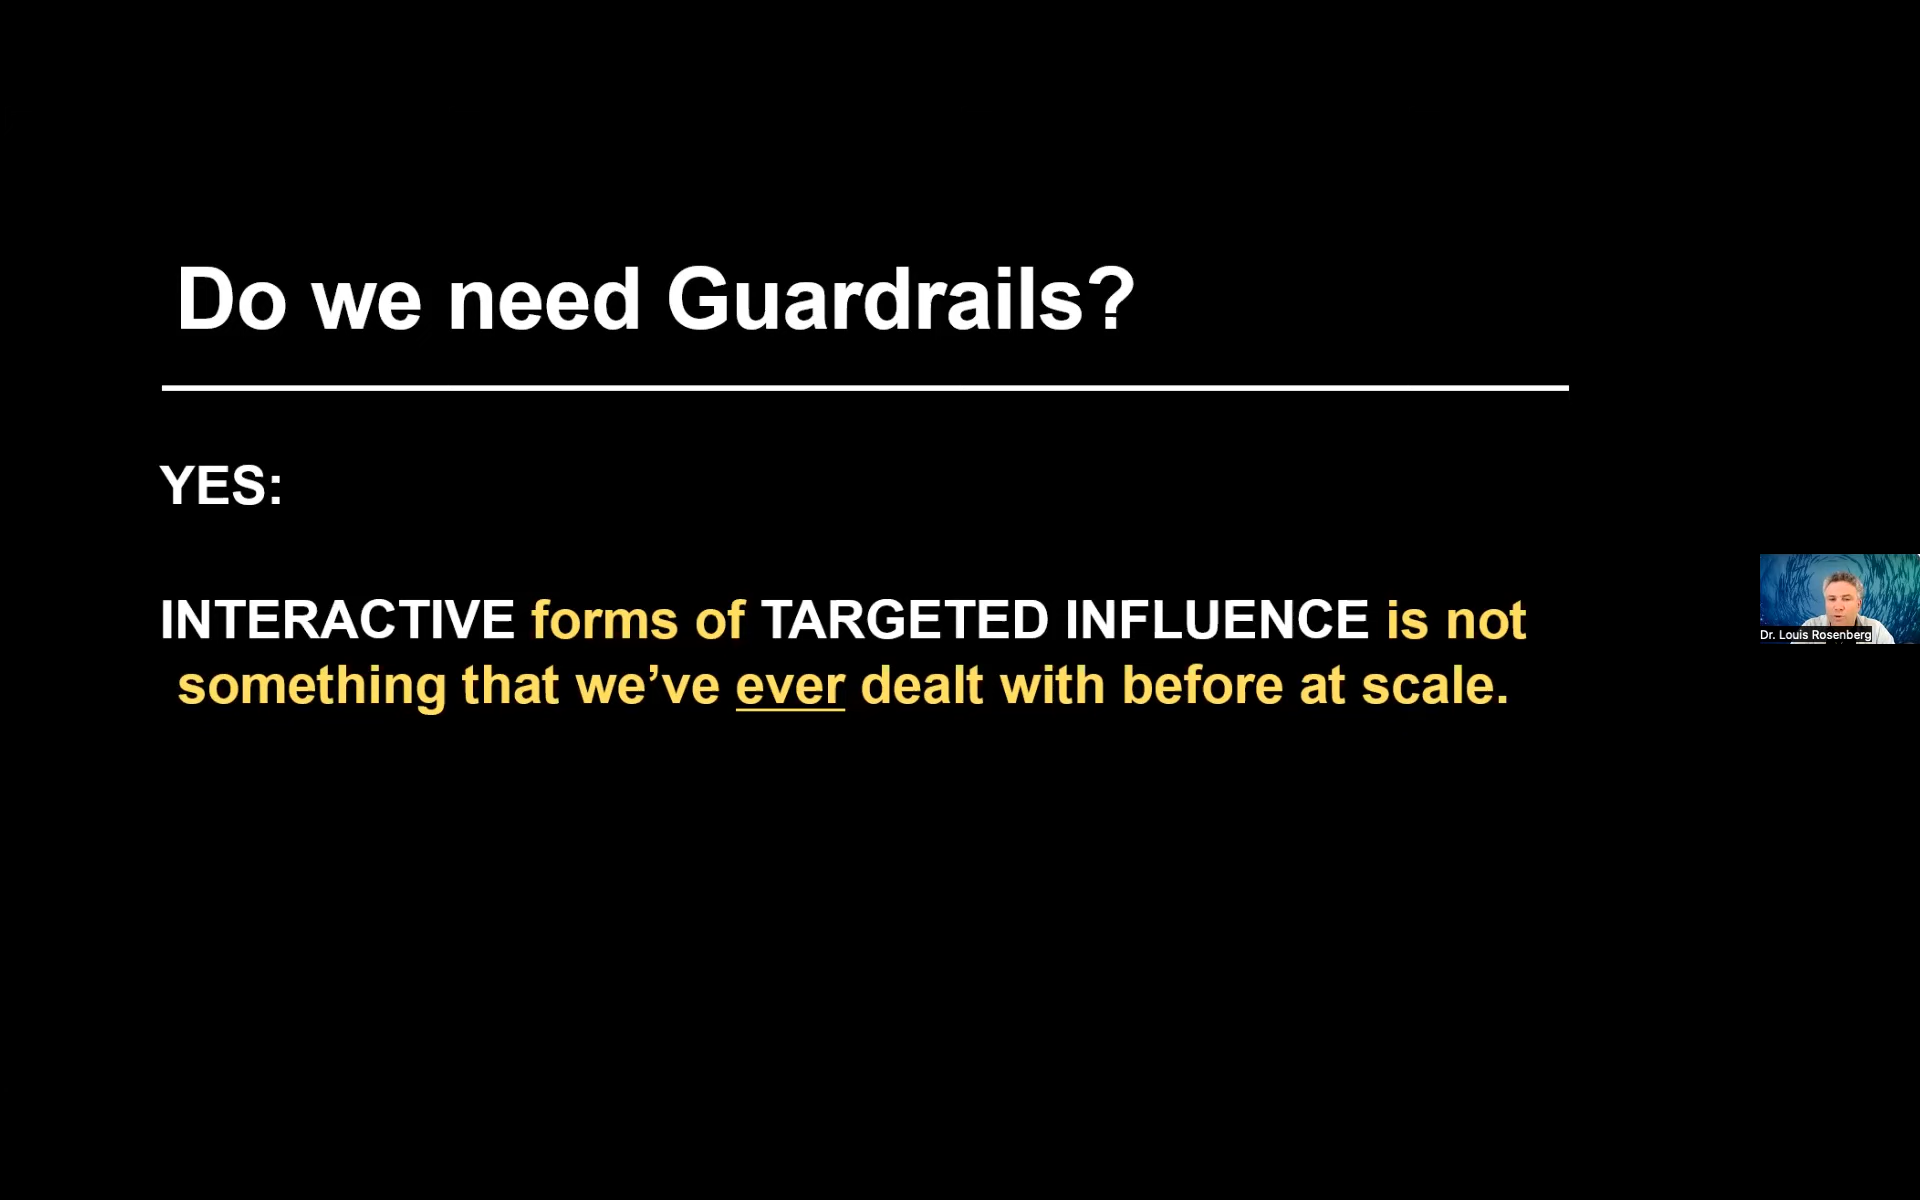 Do we need Guardrails?
YES:
INTERACTIVE forms of TARGETED INFLUENCE is not
something that we’ve ever dealt with before at scale.
Dr. Louis Rosenberg